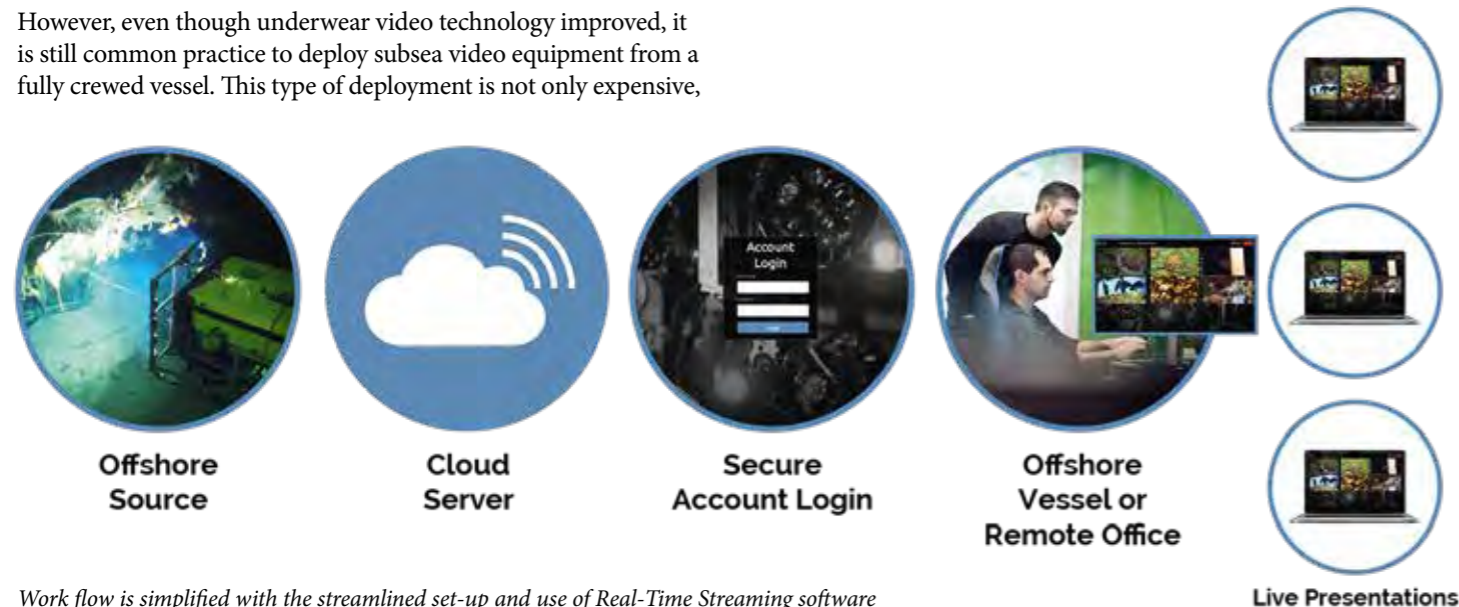 However, even though underwear video technology improved, it
is still common practice to deploy subsea video equipment from a
fully crewed vessel. This type of deployment is not only expensive,
Account
Login
Offshore
Source
Cloud
Server
Secure
Account Login
Offshore
Vessel or
Remote Office
Live Presentations
Work flow is simplified with the streamlined set-up and use of Real-Time Streaming software